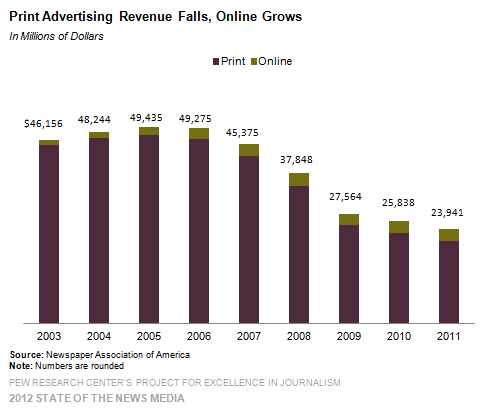 Print Advertising Revenue Falls, Online Grows
In Millions of Dollars
Print Online
$46,156 48,244 49,435 49,275 45,375 37,848 27,564 25,838 23,941
2003 2004 2005 2006 2007 2008 2009 2010 2011
Source: Newspaper Association of America
Note: Numbers are rounded
PEW RESEARCH CENTER'S PROJECT FOR EXCELLENCE IN JOURNALISM
2012 STATE OF THE NEWS MEDIA